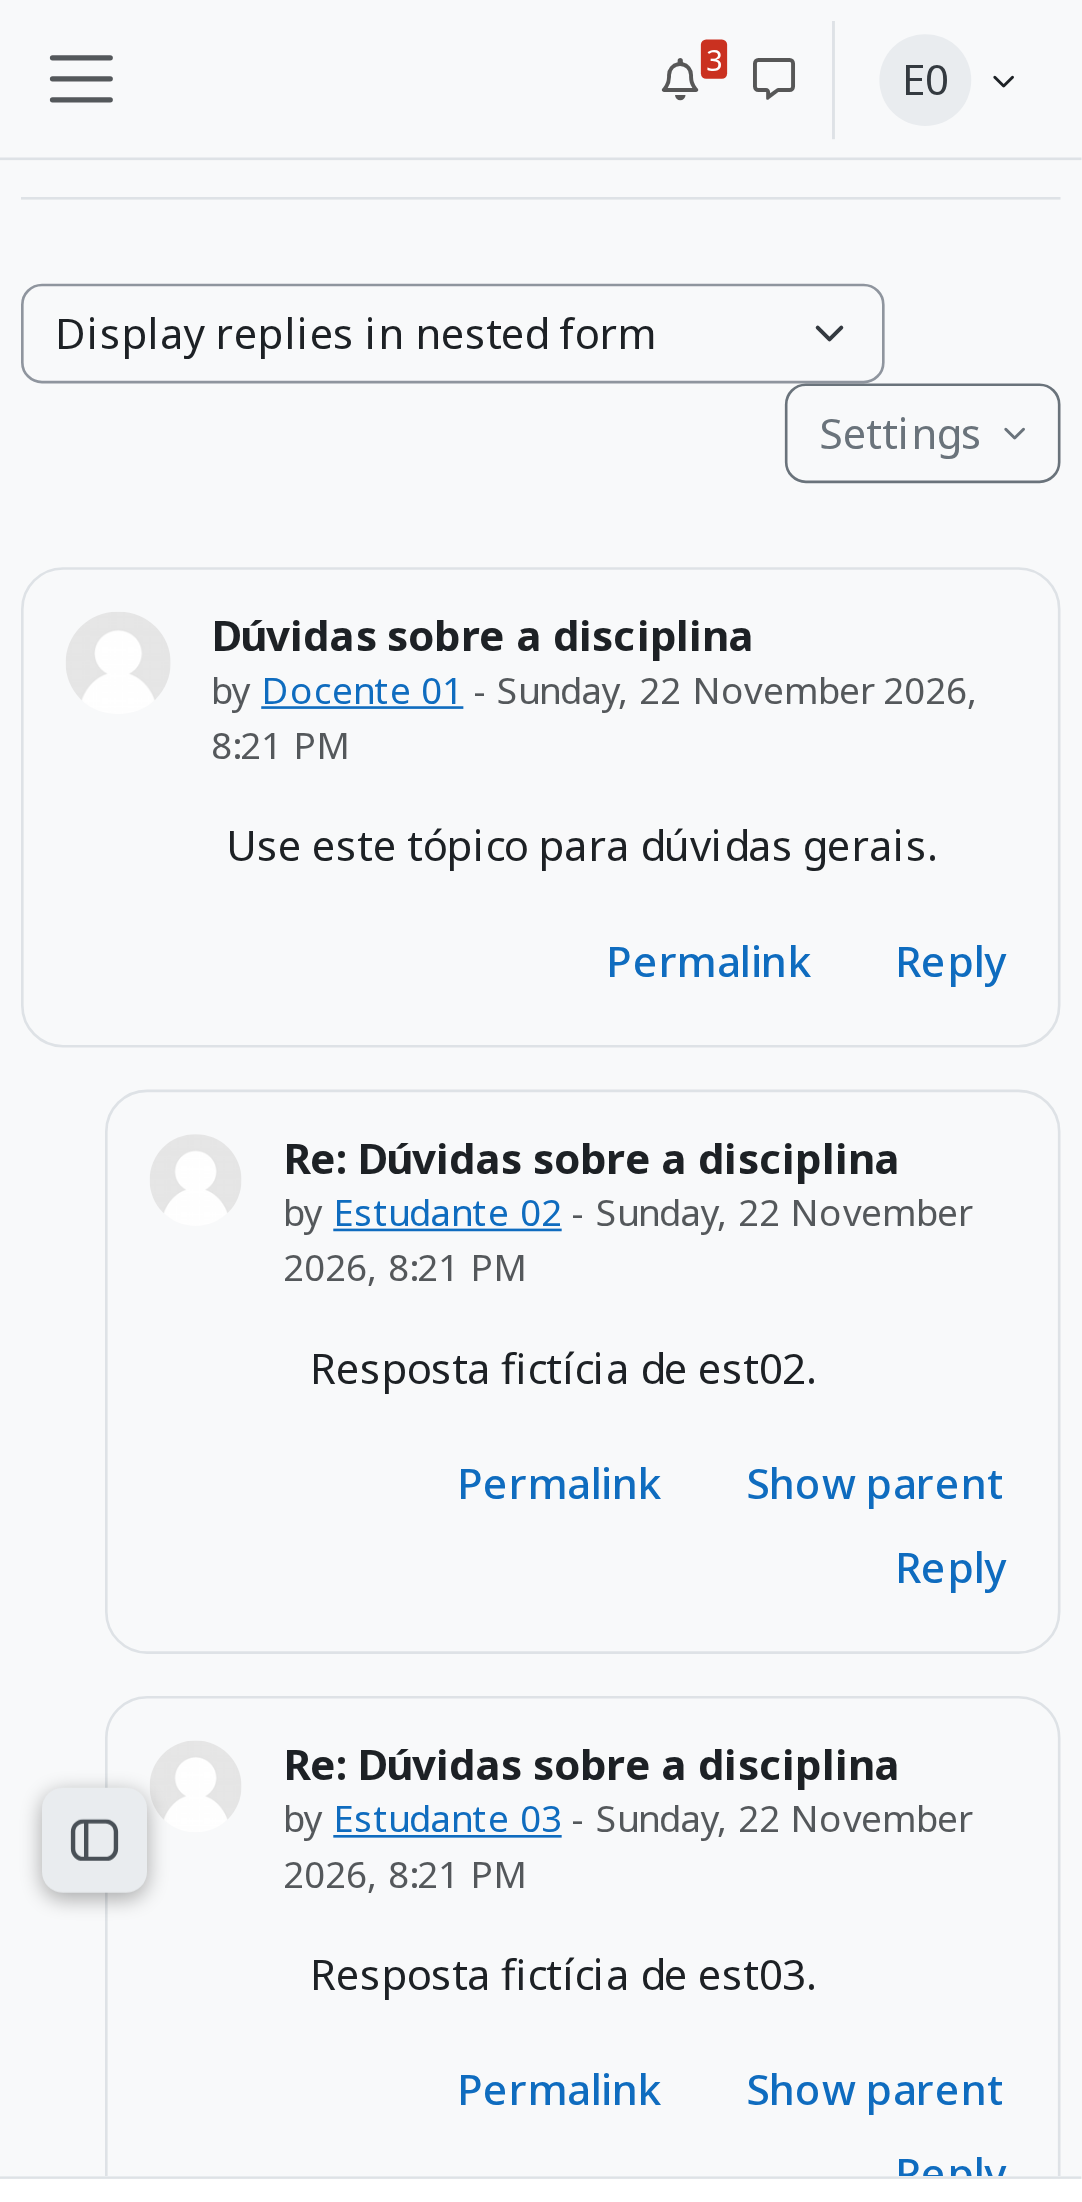 3
E0
Display replies in nested form
Settings
Dúvidas sobre a disciplina
by Docente 01 - Sunday, 22 November 2026,
8:21 PM
Use este tópico para dúvidas gerais.
Permalink Reply
Re: Dúvidas sobre a disciplina
by Estudante 02 - Sunday, 22 November
2026, 8:21 PM
Resposta fictícia de est02.
Permalink Show parent
Reply
Re: Dúvidas sobre a disciplina
by Estudante 03 - Sunday, 22 November
2026, 8:21 PM
Resposta fictícia de est03.
Permalink Show parent
Reply